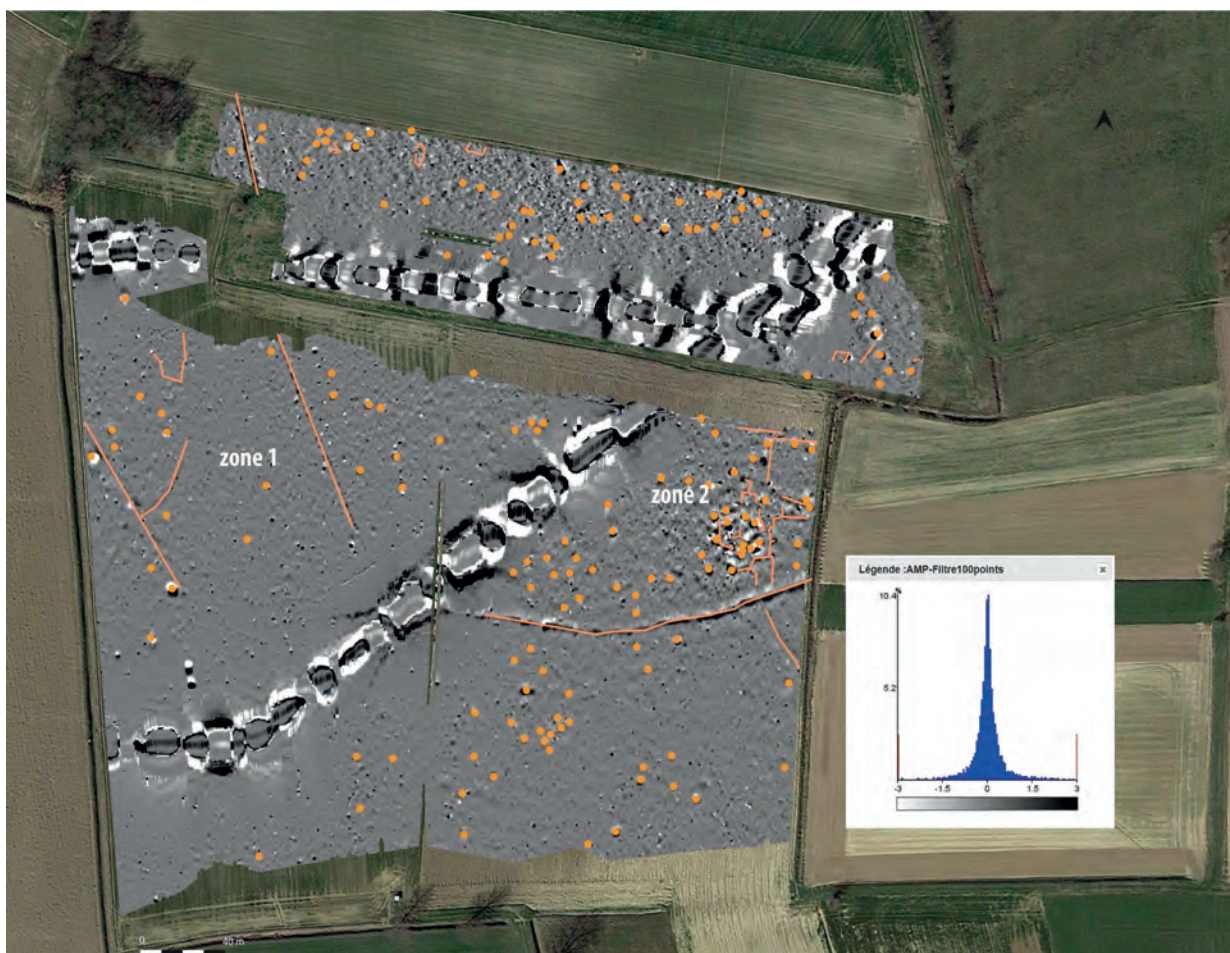 zone 1
zone 2
Légende :AMP-Filtre100points
%
10.4
5.2
-3 -1.5 0 1.5 3
0 40 m